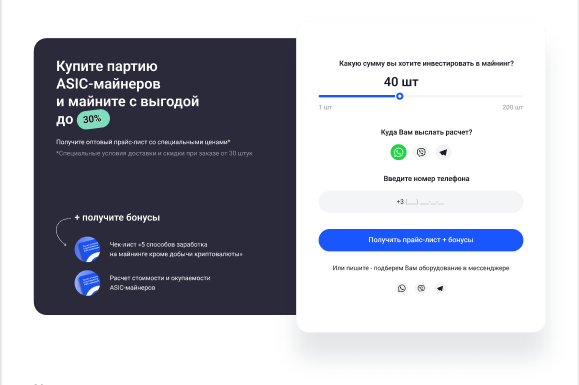 Купите партию
ASIC-майнеров
и майните с выгодой
до 30%
Получите оптовый прайс-лист со специальными ценами*
*Специальные условия доставки и скидки при заказе от 30 штук
+ получите бонусы
Чек-лист «5 способов заработка
на майнинге кроме добычи криптовалюты»
Расчет стоимости и окупаемости
ASIC-майнеров
Какую сумму вы хотите инвестировать в майнинг?
40 шт
1 шт
200 шт
Куда Вам выслать расчет?
Введите номер телефона
+3 (___) ___-__-__
Получить прайс-лист + бонусы
Или пишите - подберем Вам оборудование в мессенджере